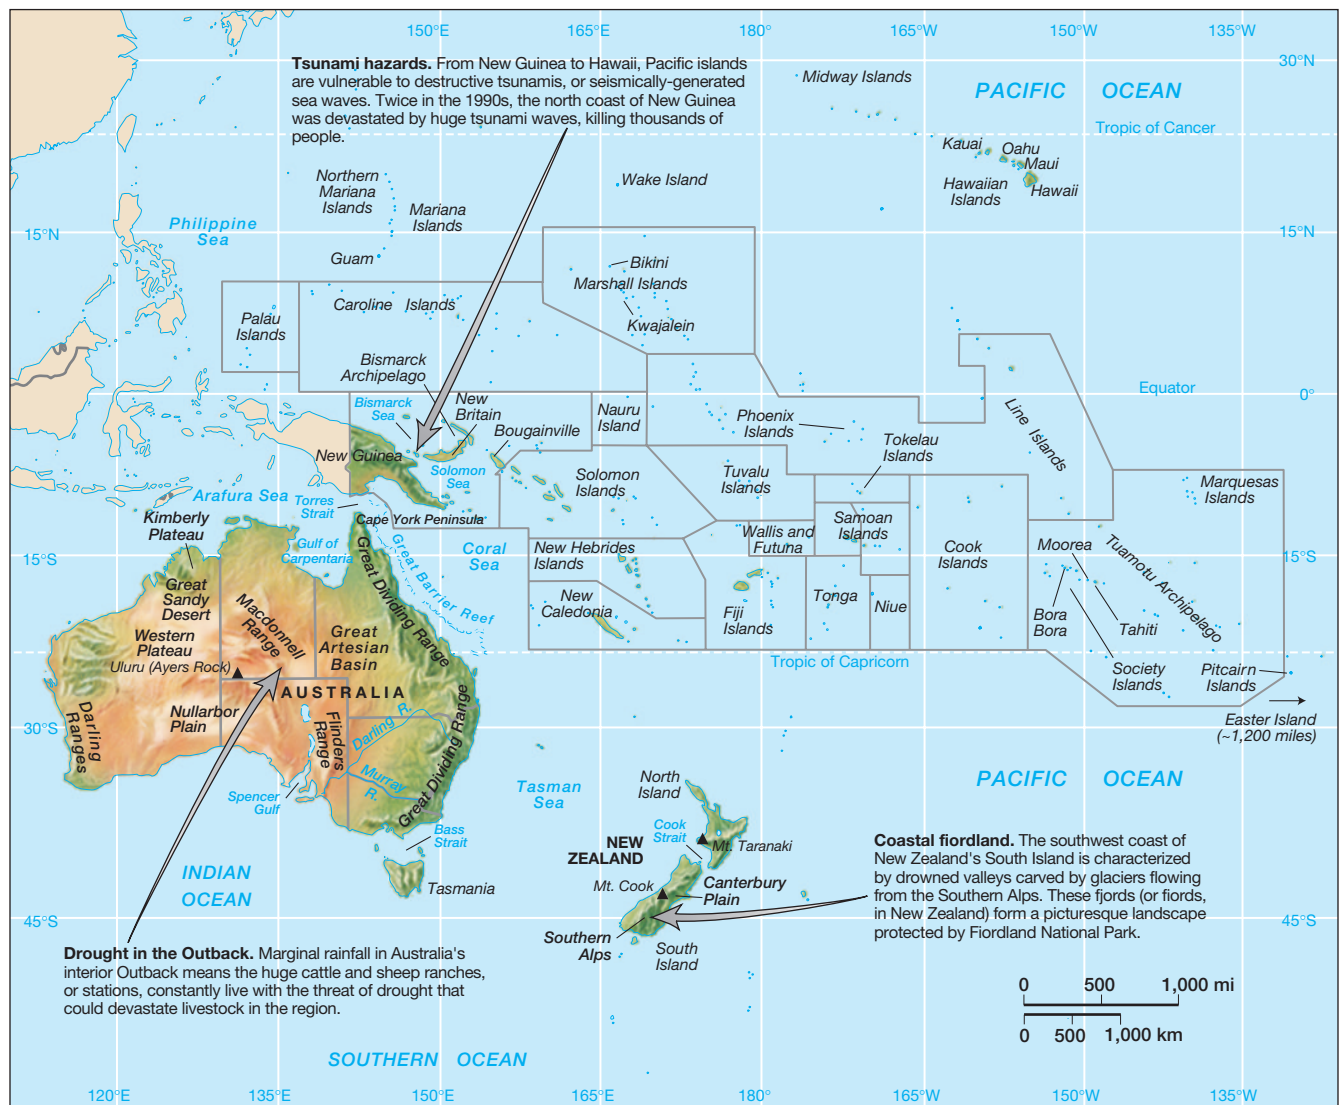 150°E 165°E 180° 165°W 150°W 135°W
30°N
Tsunami hazards. From New Guinea to Hawaii, Pacific islands
are vulnerable to destructive tsunamis, or seismically-generated
sea waves. Twice in the 1990s, the north coast of New Guinea
was devastated by huge tsunami waves, killing thousands of
people.
Midway Islands
PACIFIC OCEAN
Tropic of Cancer
Kauai
Oahu
Maui
Hawaiian
Islands
Hawaii
Northern
Mariana
Islands
Mariana
Islands
Wake Island
Philippine
Sea
15°N
15°N
Guam
Bikini
Marshall Islands
Kwajalein
Caroline Islands
Palau
Islands
Bismarck
Archipelago
Bismarck
Sea
New
Britain
Bougainville
Nauru
Island
Equator
0°
Phoenix
Islands
Line Islands
Tokelau
Islands
New Guinea
Solomon
Sea
Solomon
Islands
Tuvalu
Islands
Marquesas
Islands
Arafura Sea
Torres
Strait
Cape York Peninsula
Kimberly
Plateau
Gulf of
Carpentaria
Great Barrier Reef
Coral
Sea
New Hebrides
Islands
Wallis and
Futuna
Samoan
Islands
Cook
Islands
Moorea
Tuamotu Archipelago
15°S
15°S
Great
Sandy
Desert
Great Dividing Range
New
Caledonia
Fiji
Islands
Tonga
Niue
Bora
Bora
Tahiti
Macdonnell
Range
Western
Plateau
Great
Artesian
Basin
Uluru (Ayers Rock)
Tropic of Capricorn
Society
Islands
Pitcairn
Islands
AUSTRALIA
Nullarbor
Plain
Darling
Ranges
Flinders
Range
Darling R.
Great Dividing Range
Easter Island
(~1,200 miles)
30°S
30°S
Murray
R.
Spencer
Gulf
Tasman
Sea
North
Island
PACIFIC OCEAN
Bass
Strait
Cook
Strait
NEW
ZEALAND
Mt. Taranaki
Coastal fiordland. The southwest coast of
New Zealand's South Island is characterized
by drowned valleys carved by glaciers flowing
from the Southern Alps. These fjords (or fiords,
in New Zealand) form a picturesque landscape
protected by Fiordland National Park.
INDIAN
OCEAN
Tasmania
Mt. Cook
Canterbury
Plain
45°S
45°S
Southern
Alps
South
Island
Drought in the Outback. Marginal rainfall in Australia's
interior Outback means the huge cattle and sheep ranches,
or stations, constantly live with the threat of drought that
could devastate livestock in the region.
0 500 1,000 mi
0 500 1,000 km
SOUTHERN OCEAN
120°E 135°E 150°E 165°E 180° 165°W 150°W 135°W